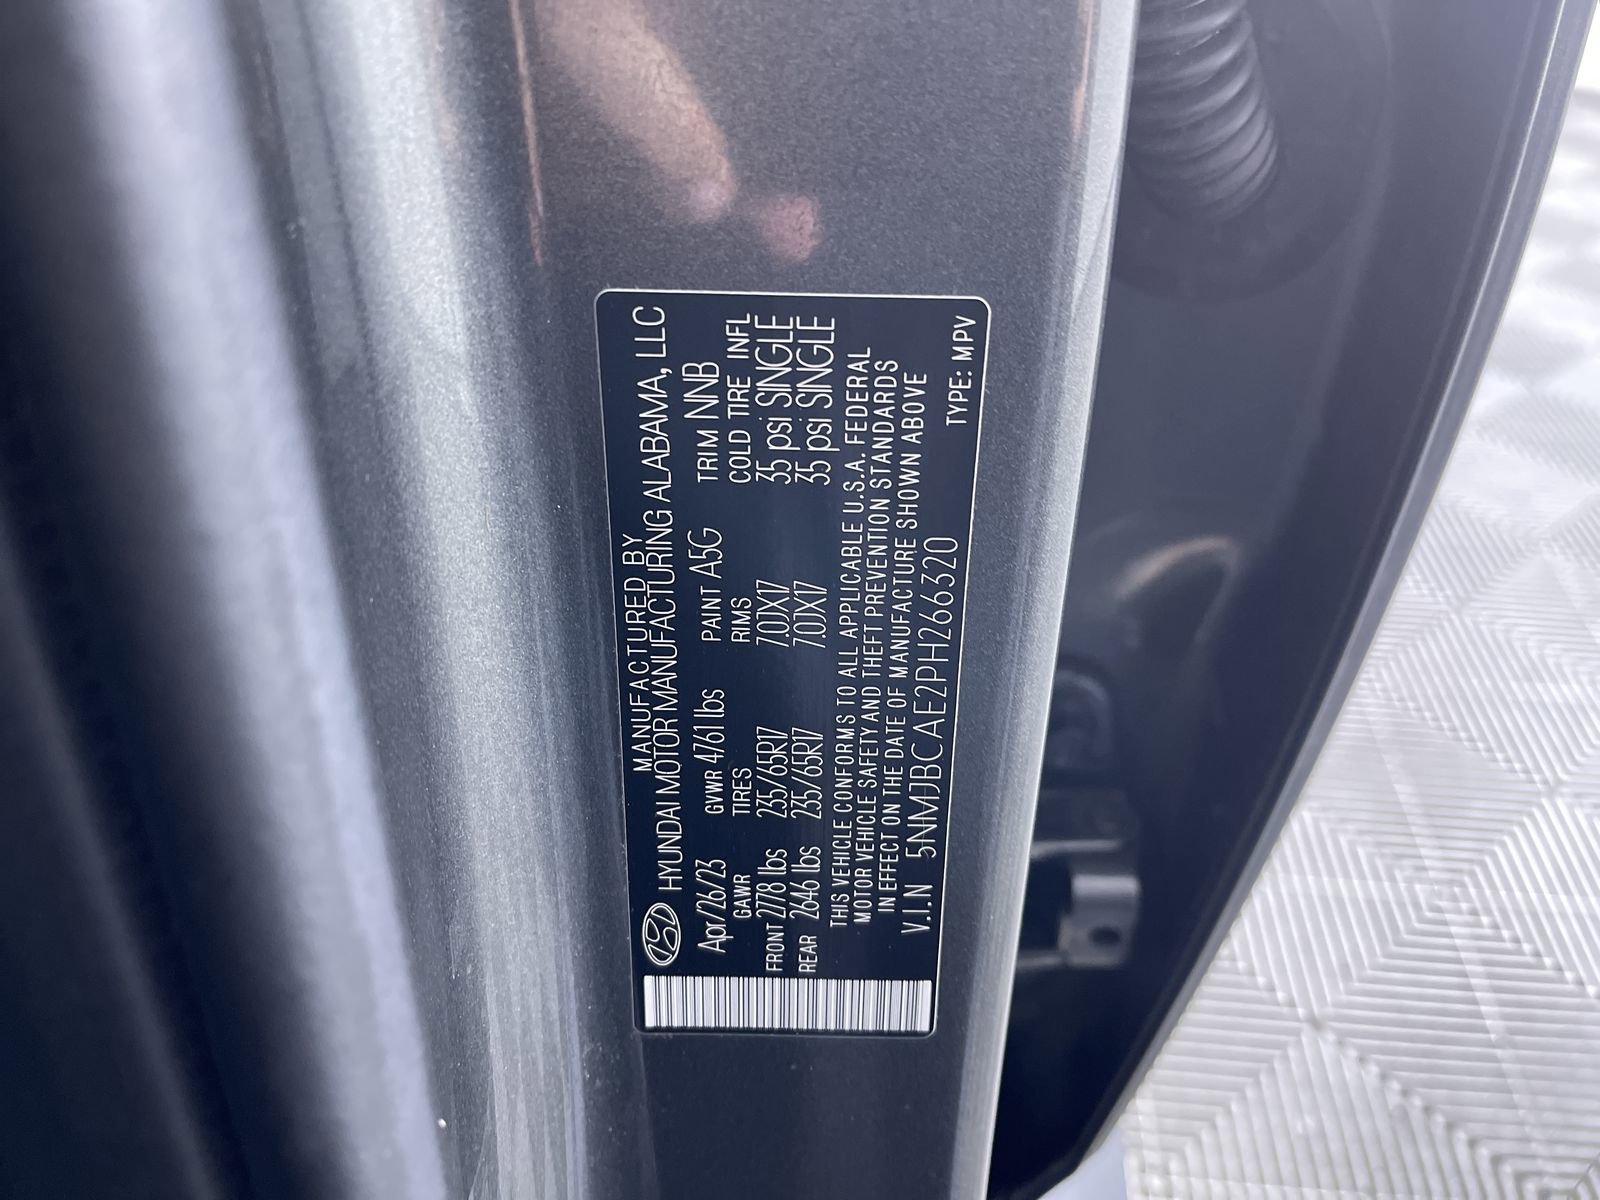 MANUFACTURED BY
HYUNDAI MOTOR MANUFACTURING ALABAMA, LLC
Apr/26/23 GVWR 4761 lbs PAINT A5G TRIM NNB
GAWR TIRES RIMS COLD TIRE INFL
FRONT 2778 lbs 235/65R17 7.0JX17 35 psi SINGLE
REAR 2646 lbs 235/65R17 7.0JX17 35 psi SINGLE
THIS VEHICLE CONFORMS TO ALL APPLICABLE U.S.A. FEDERAL
MOTOR VEHICLE SAFETY AND THEFT PREVENTION STANDARDS
IN EFFECT ON THE DATE OF MANUFACTURE SHOWN ABOVE
V.I.N 5NMJBCAE2PH266320
TYPE: MPV